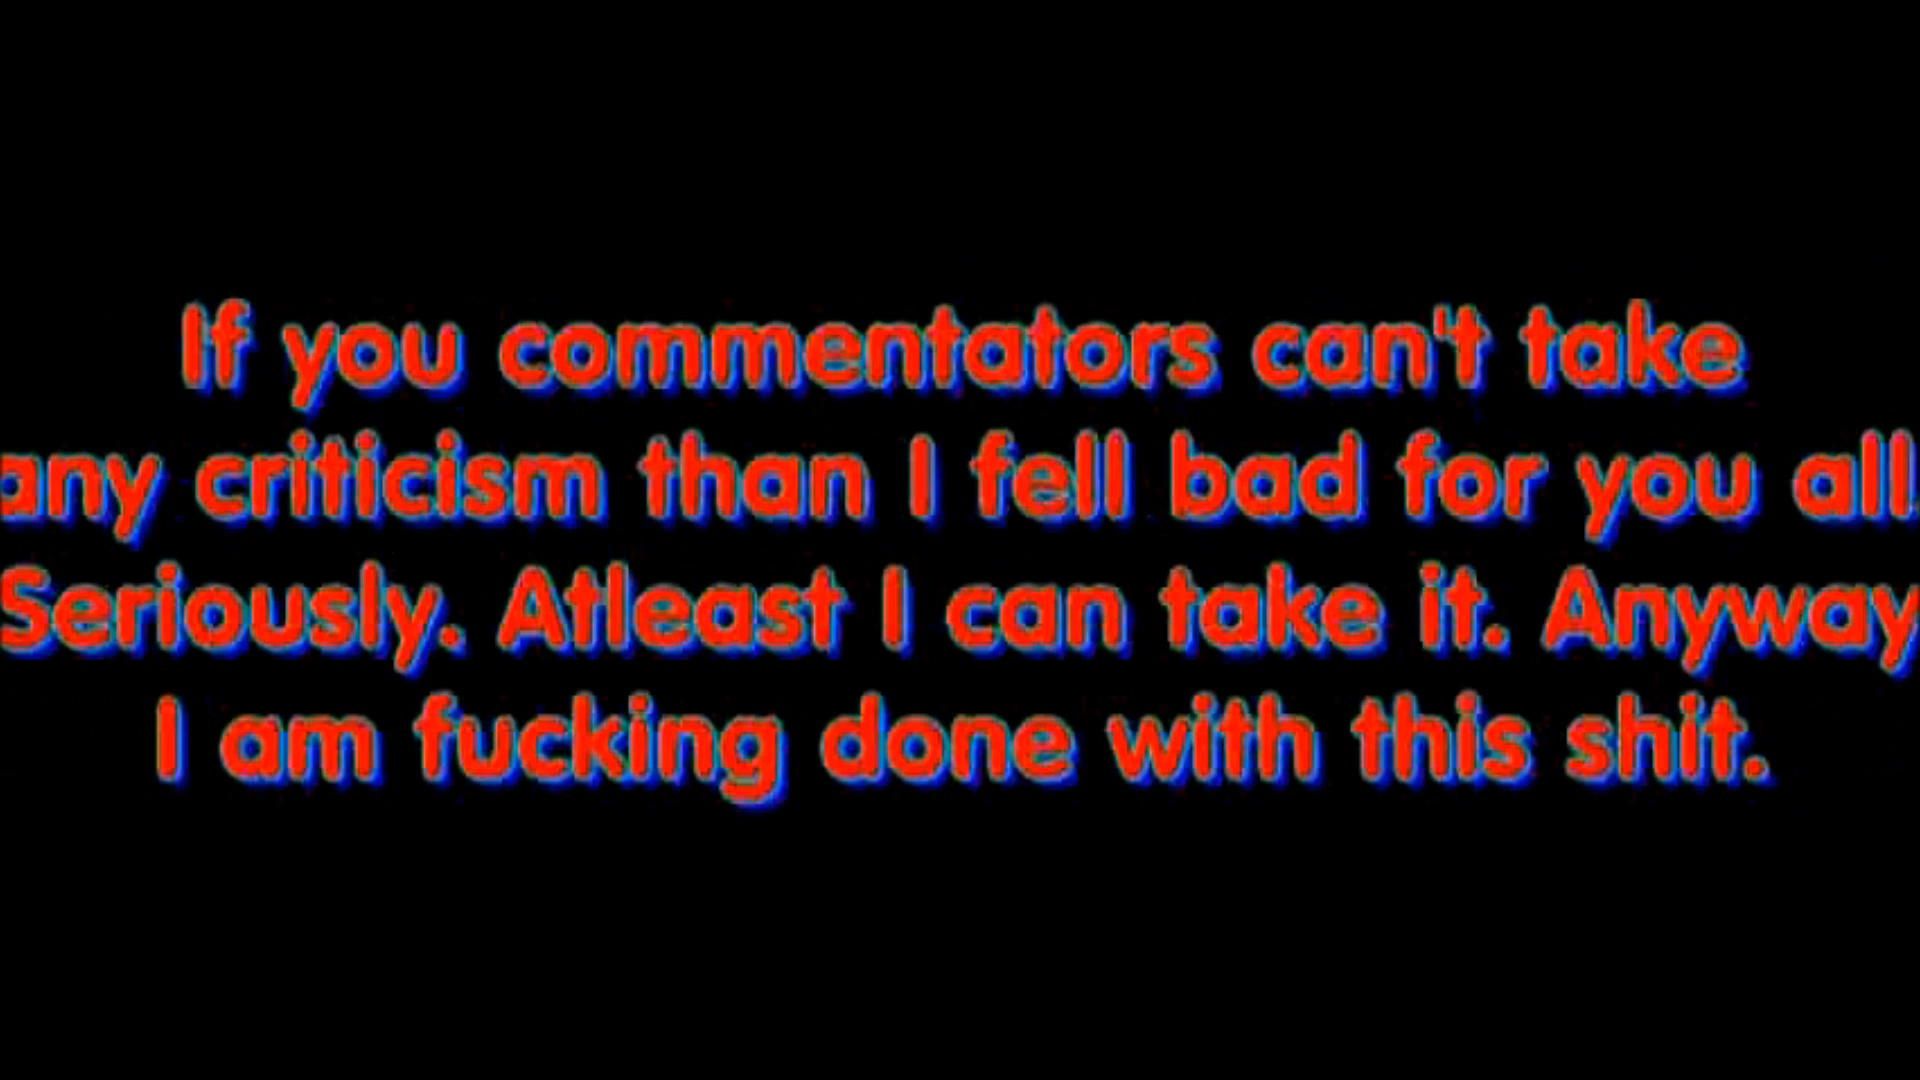 If you commentators can't take
any criticism than I fell bad for you all.
Seriously. Atleast I can take it. Anyway
I am fucking done with this shit.